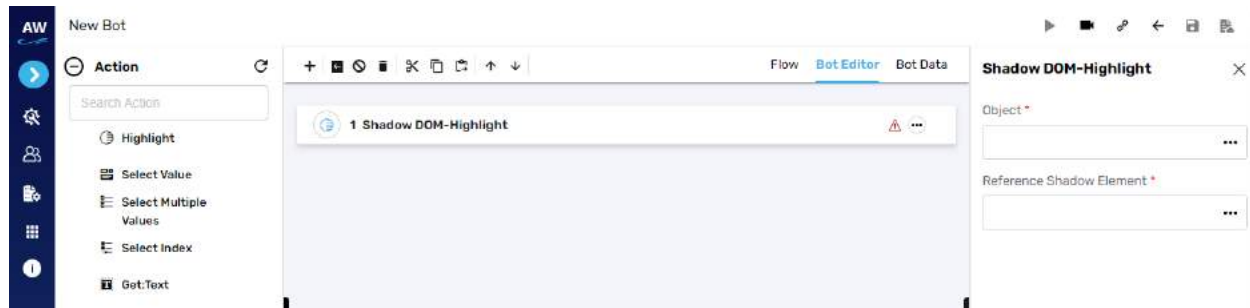 AW
New Bot
Action
Search Action
Highlight
Select Value
Select Multiple
Values
Select Index
Get:Text
Flow Bot Editor Bot Data
1 Shadow DOM-Highlight
Shadow DOM-Highlight
Object *
Reference Shadow Element *